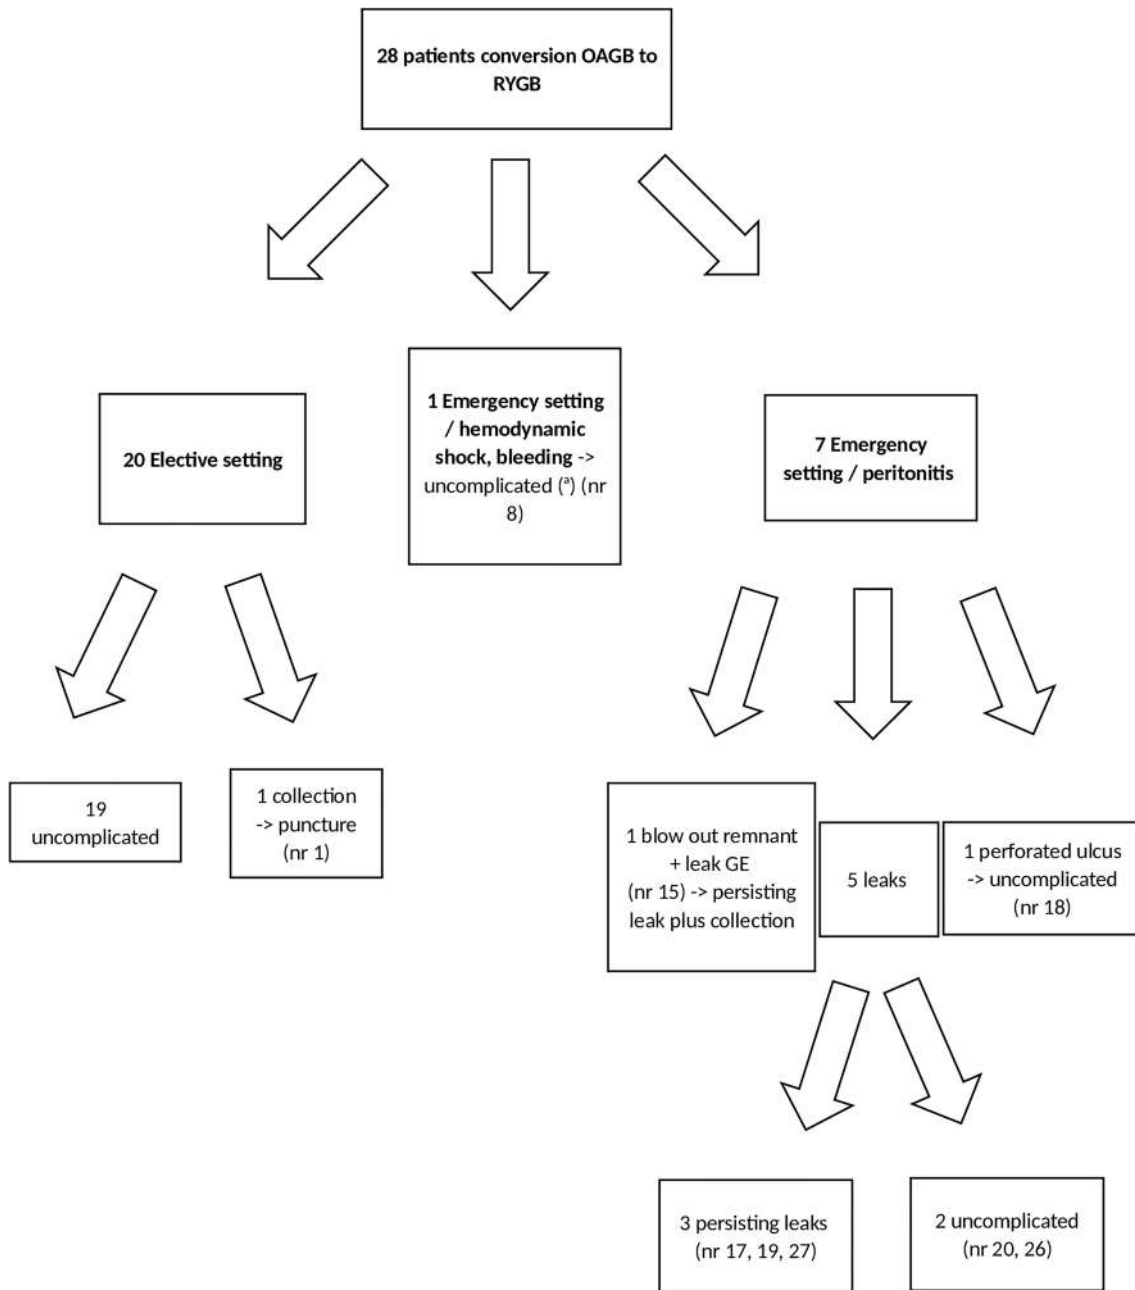 28 patients conversion OAGB to
RYGB
20 Elective setting
1 Emergency setting
/ hemodynamic
shock, bleeding ->
uncomplicated (ᵃ) (nr
8)
7 Emergency
setting / peritonitis
19
uncomplicated
1 collection
-> puncture
(nr 1)
1 blow out remnant
+ leak GE
(nr 15) -> persisting
leak plus collection
5 leaks
1 perforated ulcus
-> uncomplicated
(nr 18)
3 persisting leaks
(nr 17, 19, 27)
2 uncomplicated
(nr 20, 26)